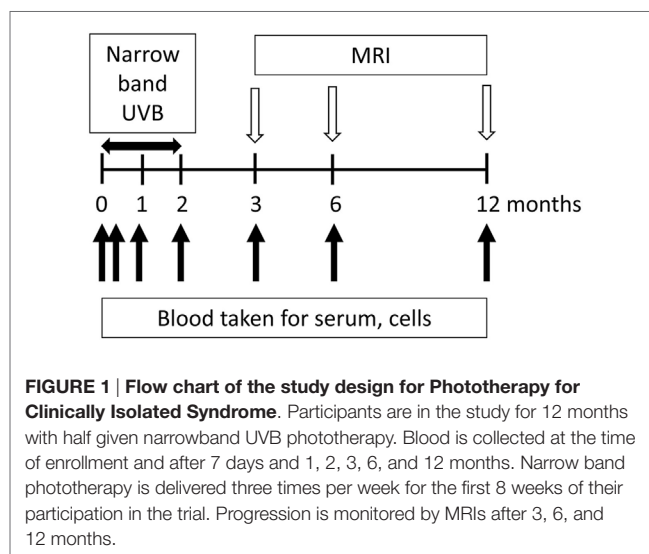 Narrow
band
UVB
MRI
0 1 2 3 6 12 months
Blood taken for serum, cells
FIGURE 1 | Flow chart of the study design for Phototherapy for
Clinically Isolated Syndrome. Participants are in the study for 12 months
with half given narrowband UVB phototherapy. Blood is collected at the time
of enrollment and after 7 days and 1, 2, 3, 6, and 12 months. Narrow band
phototherapy is delivered three times per week for the first 8 weeks of their
participation in the trial. Progression is monitored by MRIs after 3, 6, and
12 months.